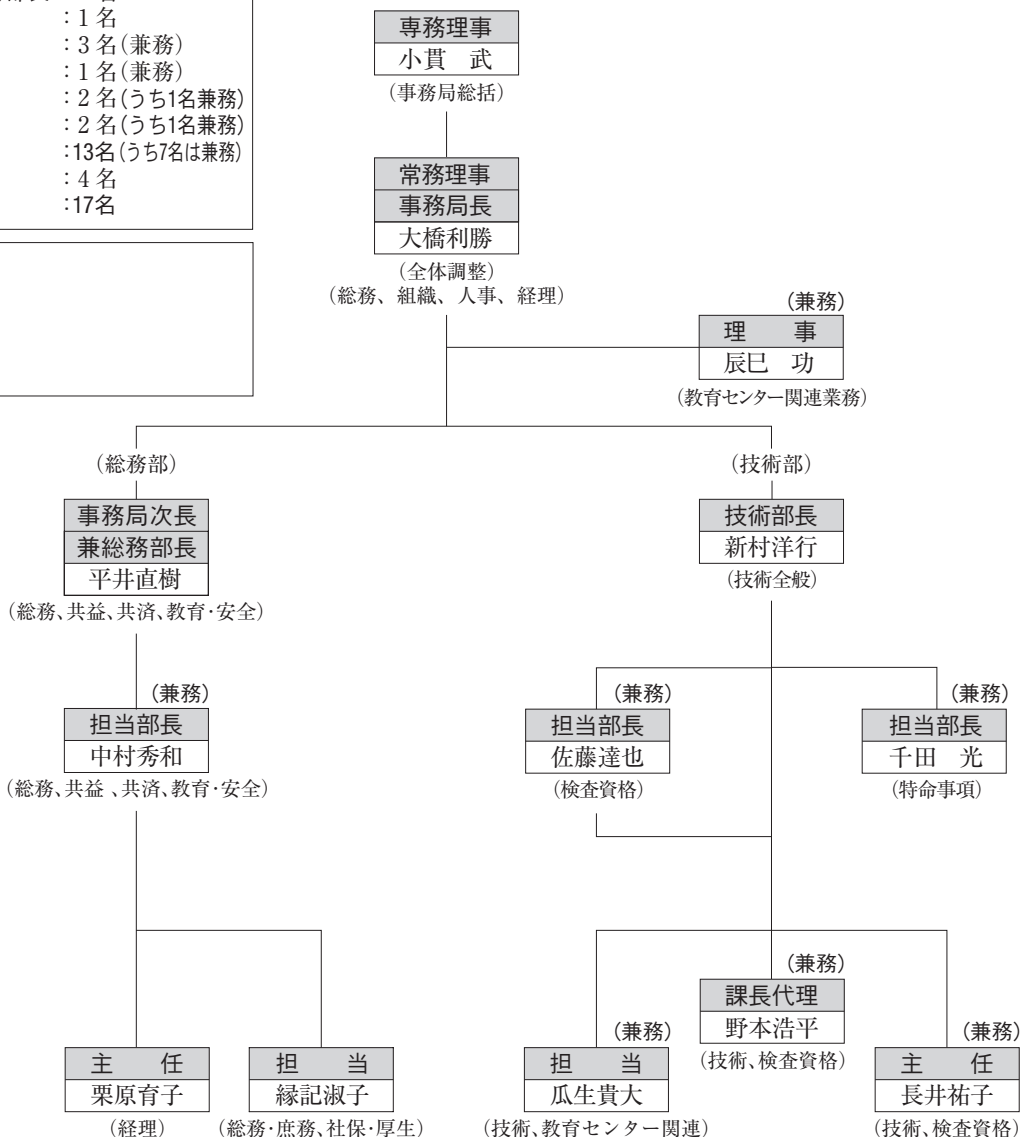 :1名
:3名(兼務)
:1名(兼務)
:2名(うち1名兼務)
:2名(うち1名兼務)
:13名(うち7名は兼務)
:4名
:17名
専務理事
小貫 武
(事務局総括)
常務理事
事務局長
大橋利勝
(全体調整)
(総務、組織、人事、経理)
(兼務)
理 事
辰巳 功
(教育センター関連業務)
(総務部)
事務局次長
兼総務部長
平井直樹
(総務、共益、共済、教育・安全)
(兼務)
担当部長
中村秀和
(総務、共益、共済、教育・安全)
主 任
栗原育子
(経理)
担 当
縁記淑子
(総務・庶務、社保・厚生)
(技術部)
技術部長
新村洋行
(技術全般)
(兼務)
担当部長
佐藤達也
(検査資格)
(兼務)
担当部長
千田 光
(特命事項)
(兼務)
課長代理
野本浩平
(技術、検査資格)
(兼務)
担 当
瓜生貴大
(技術、教育センター関連)
(兼務)
主 任
長井祐子
(技術、検査資格)